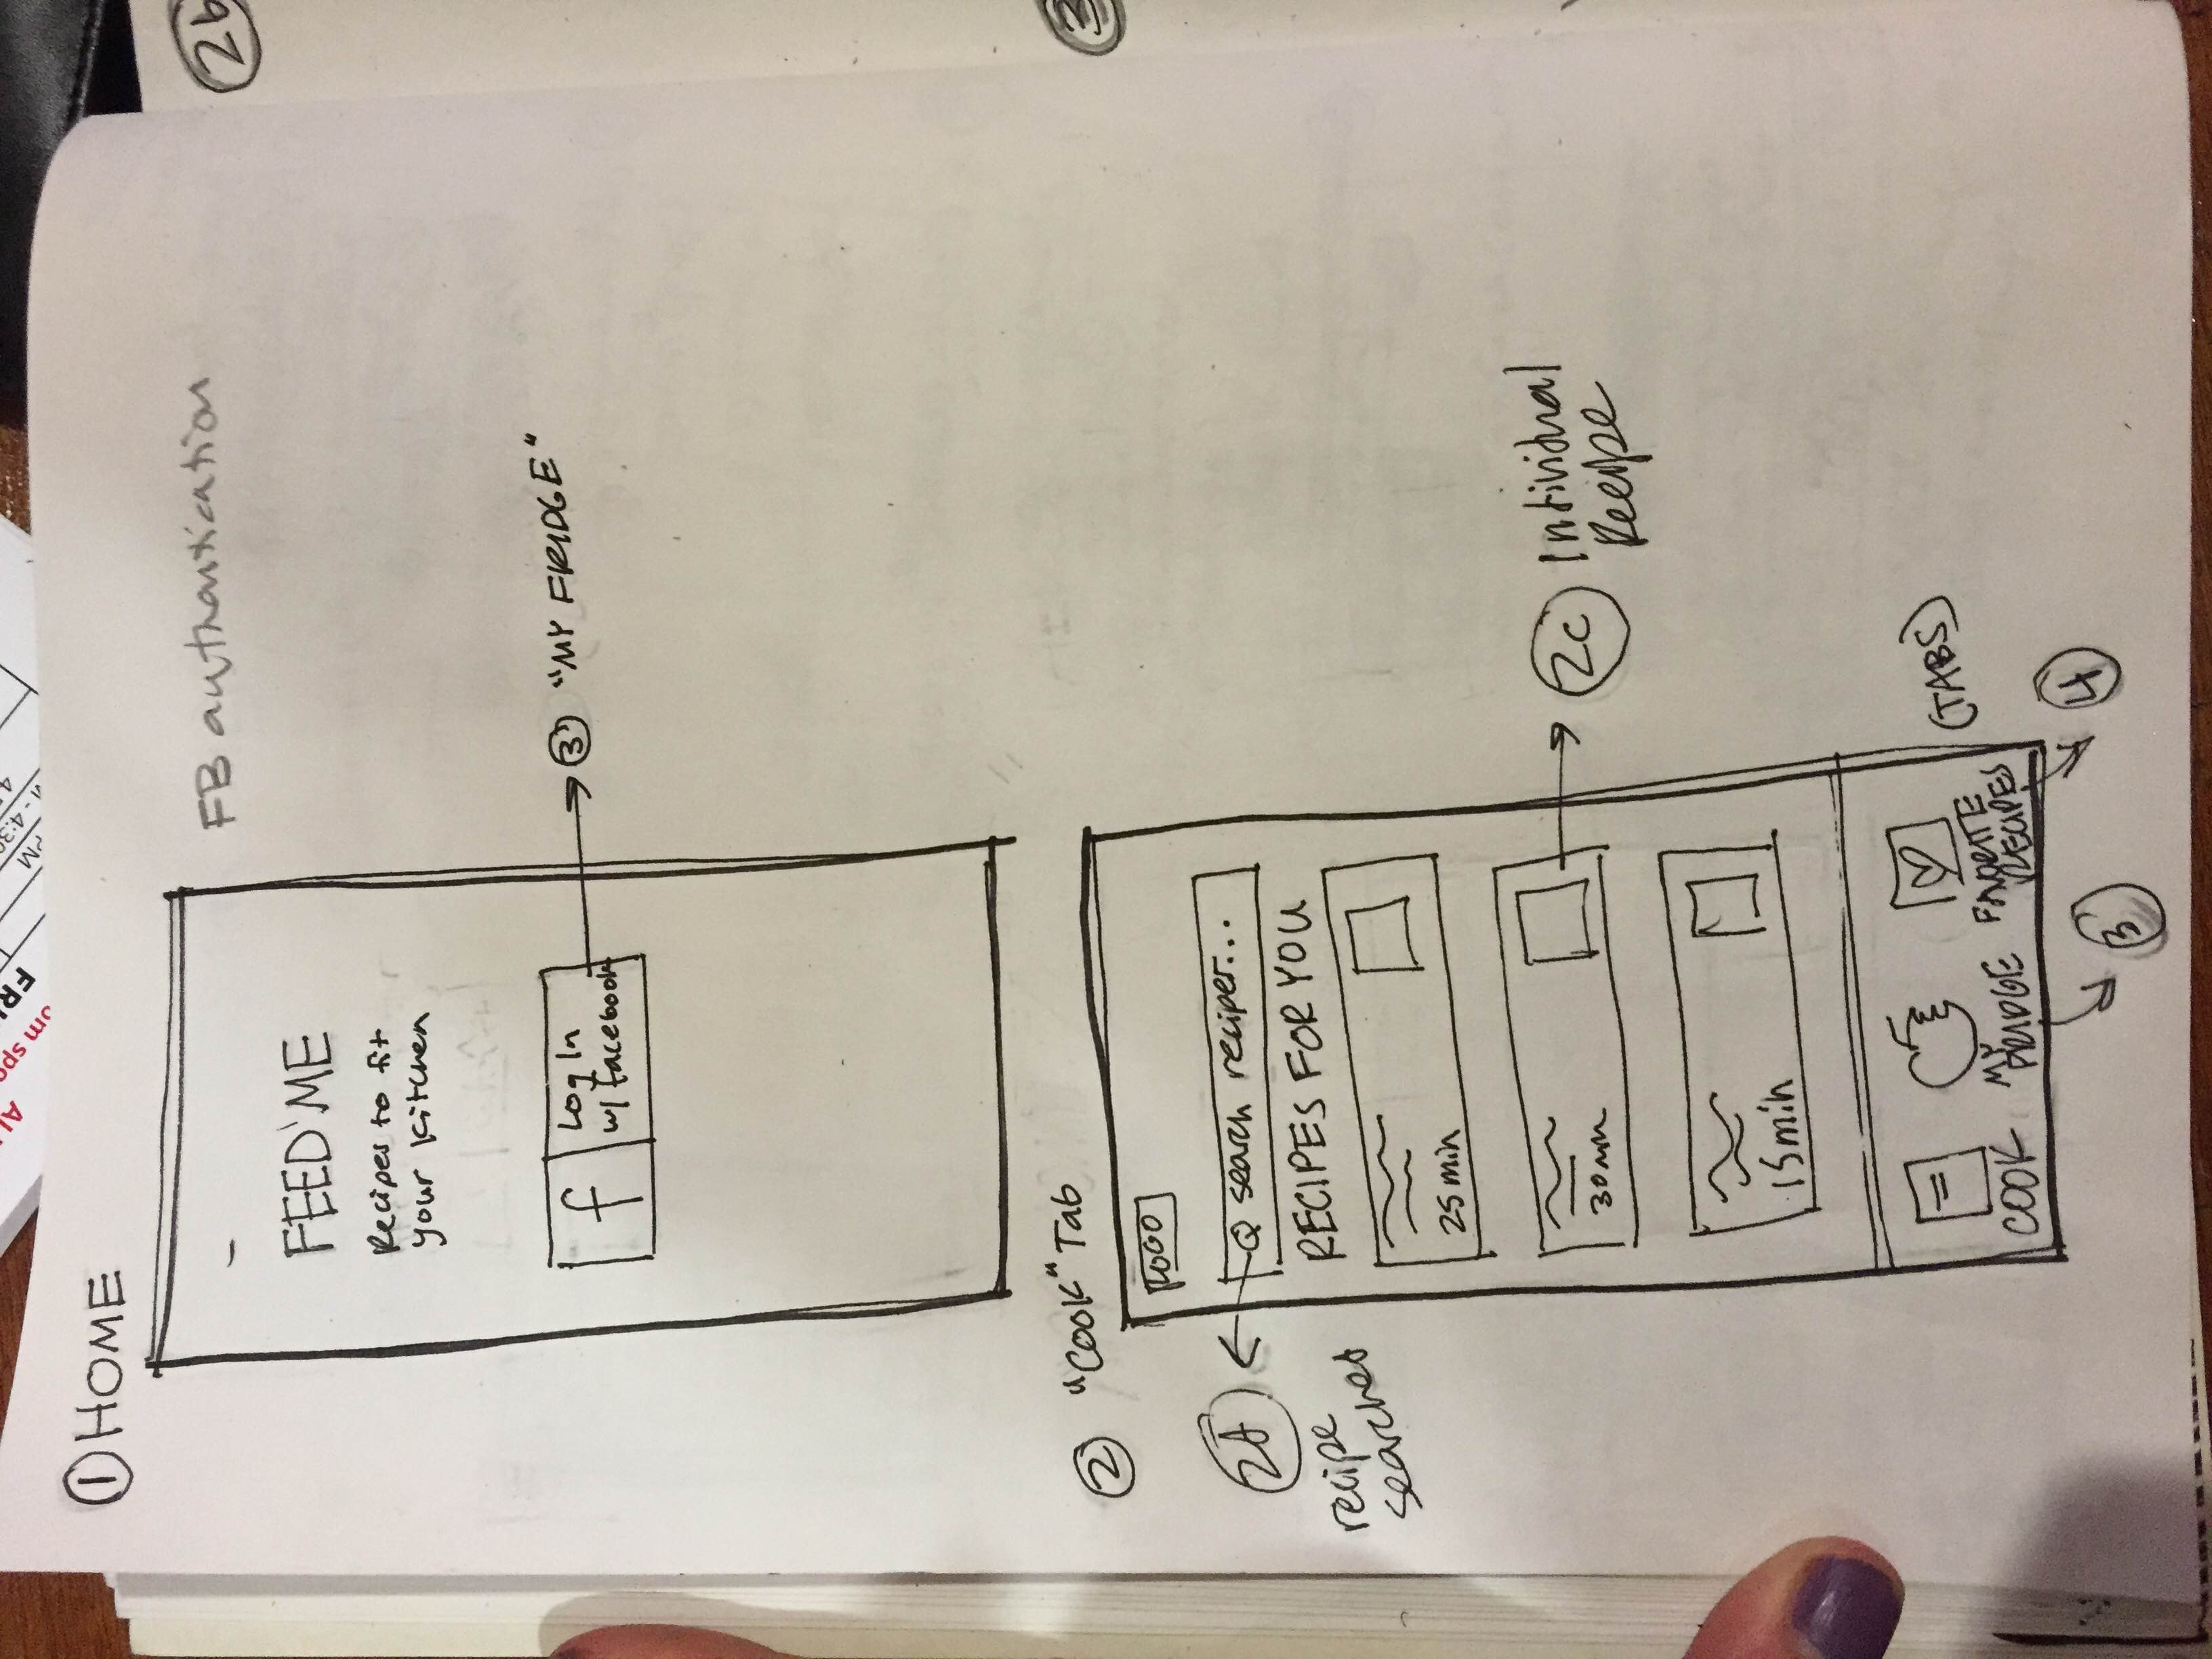 ① HOME
FB authentication
2b
FEED ME
Recipes to fit
your kitchen
f
Log In
w/ Facebook
③ "MY FRIDGE"
② "COOK" Tab
3
LOGO
search recipes...
recipe
searches
RECIPES FOR YOU
25 min
30 min
2c Individual
Recipe
15 min
COOK
MY
FRIDGE
FAVORITE
RECIPES
(TABS)
3
4